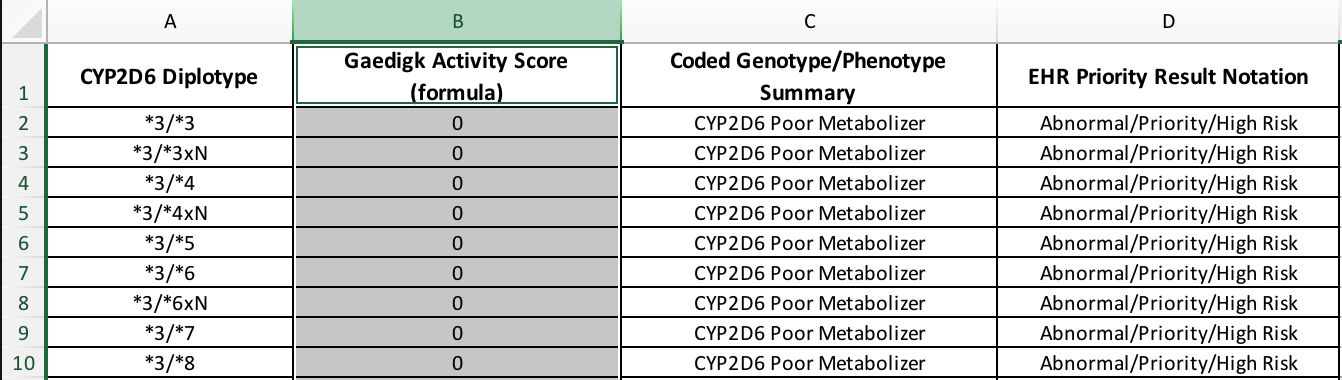 A B C D
1 CYP2D6 Diplotype Gaedigk Activity Score (formula) Coded Genotype/Phenotype Summary EHR Priority Result Notation
2 *3/*3 0 CYP2D6 Poor Metabolizer Abnormal/Priority/High Risk
3 *3/*3xN 0 CYP2D6 Poor Metabolizer Abnormal/Priority/High Risk
4 *3/*4 0 CYP2D6 Poor Metabolizer Abnormal/Priority/High Risk
5 *3/*4xN 0 CYP2D6 Poor Metabolizer Abnormal/Priority/High Risk
6 *3/*5 0 CYP2D6 Poor Metabolizer Abnormal/Priority/High Risk
7 *3/*6 0 CYP2D6 Poor Metabolizer Abnormal/Priority/High Risk
8 *3/*6xN 0 CYP2D6 Poor Metabolizer Abnormal/Priority/High Risk
9 *3/*7 0 CYP2D6 Poor Metabolizer Abnormal/Priority/High Risk
10 *3/*8 0 CYP2D6 Poor Metabolizer Abnormal/Priority/High Risk